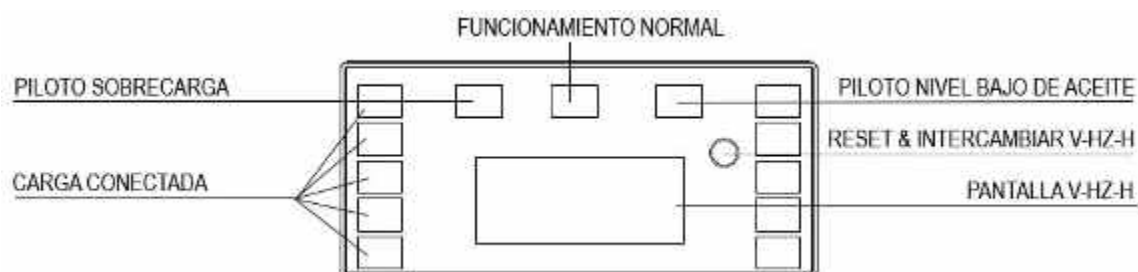 FUNCIONAMIENTO NORMAL
PILOTO SOBRECARGA
PILOTO NIVEL BAJO DE ACEITE
RESET & INTERCAMBIAR V-HZ-H
CARGA CONECTADA
PANTALLA V-HZ-H